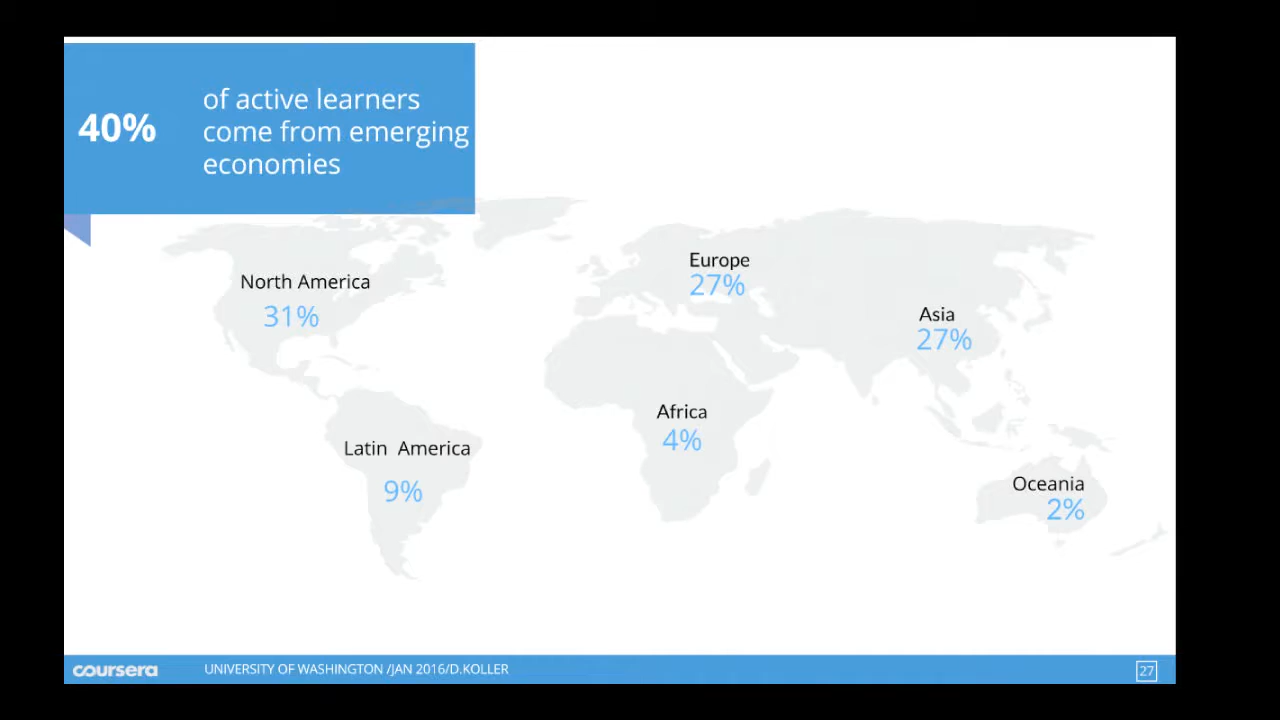 40%
of active learners
come from emerging
economies
North America
31%
Europe
27%
Asia
27%
Africa
4%
Latin America
9%
Oceania
2%
coursera
UNIVERSITY OF WASHINGTON /JAN 2016/D.KOLLER
27